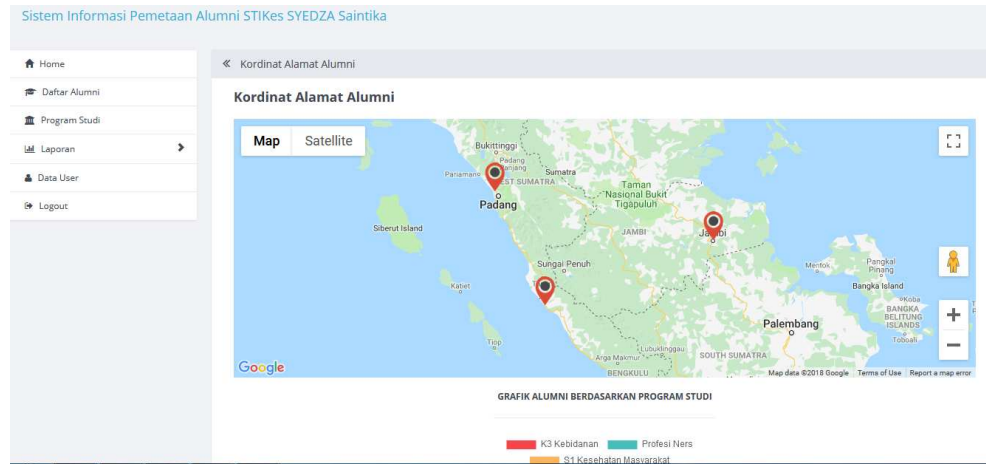 Sistem Informasi Pemetaan Alumni STIKes SYEDZA Saintika
Home
Daftar Alumni
Program Studi
Laporan
Data User
Logout
Kordinat Alamat Alumni
Kordinat Alamat Alumni
Map
Satellite
Bukittinggi
Padang
Pariaman
Sumatra
Taman
Nasional Bukit
Tigapuluh
Padang
Siberut Island
JAMBI
Sungai Penuh
Katiet
Mentok
Pangkal
Pinang
Bangka Island
Koba
BANGKA
BELITUNG
ISLANDS
Toboali
Palembang
Tiop
Lubuklinggau
Arga Makmur
SOUTH SUMATRA
BENGKULU
Google
Map data ©2018 Google
Terms of Use
Report a map error
GRAFIK ALUMNI BERDASARKAN PROGRAM STUDI
K3 Kebidanan
Profesi Ners
S1 Kesehatan Masyarakat